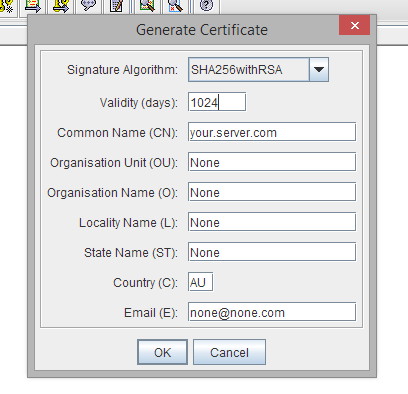 Generate Certificate
Signature Algorithm: SHA256withRSA
Validity (days): 1024
Common Name (CN): your.server.com
Organisation Unit (OU): None
Organisation Name (O): None
Locality Name (L): None
State Name (ST): None
Country (C): AU
Email (E): none@none.com
OK Cancel